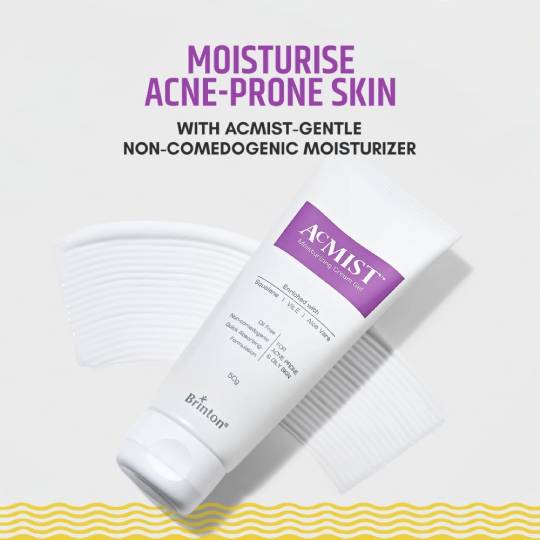 MOISTURISE
ACNE-PRONE SKIN
WITH ACMIST-GENTLE
NON-COMEDOGENIC MOISTURIZER
ACMIST™
Moisturizing Cream Gel
Enriched with
Squalene | Vit.E | Aloe Vera
Oil Free
Non-comedogenic
Quick Absorbing
Formulation
FOR
ACNE PRONE
& OILY SKIN
50g
Brinton®